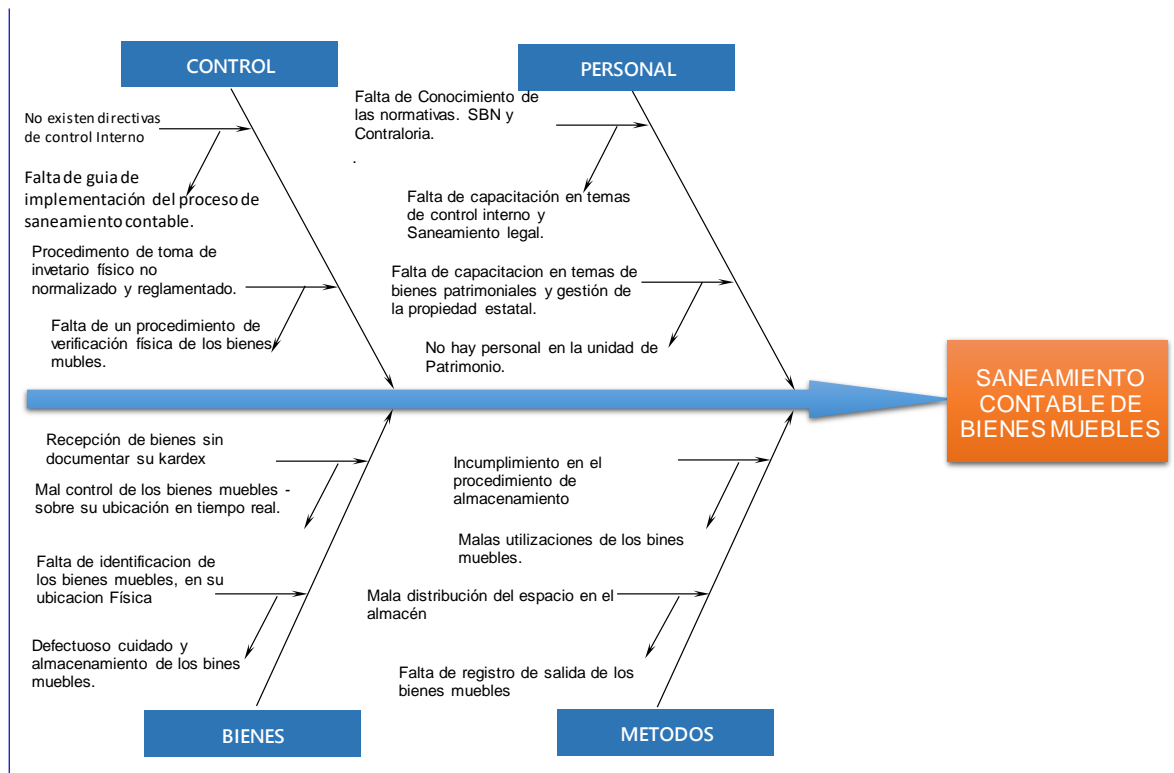 CONTROL
No existen directivas
de control Interno
Falta de guia de
implementación del proceso de
saneamiento contable.
Procedimento de toma de
invetario físico no
normalizado y reglamentado.
Falta de un procedimiento de
verificación física de los bienes
mubles.
PERSONAL
Falta de Conocimiento de
las normativas. SBN y
Contraloria.
.
Falta de capacitación en temas
de control interno y
Saneamiento legal.
Falta de capacitacion en temas de
bienes patrimoniales y gestión de
la propiedad estatal.
No hay personal en la unidad de
Patrimonio.
SANEAMIENTO
CONTABLE DE
BIENES MUEBLES
Recepción de bienes sin
documentar su kardex
Mal control de los bienes muebles -
sobre su ubicación en tiempo real.
Falta de identificacion de
los bienes muebles, en su
ubicacion Física
Defectuoso cuidado y
almacenamiento de los bines
muebles.
BIENES
Incumplimiento en el
procedimiento de
almacenamiento
Malas utilizaciones de los bines
muebles.
Mala distribución del espacio en el
almacén
Falta de registro de salida de los
bienes muebles
METODOS